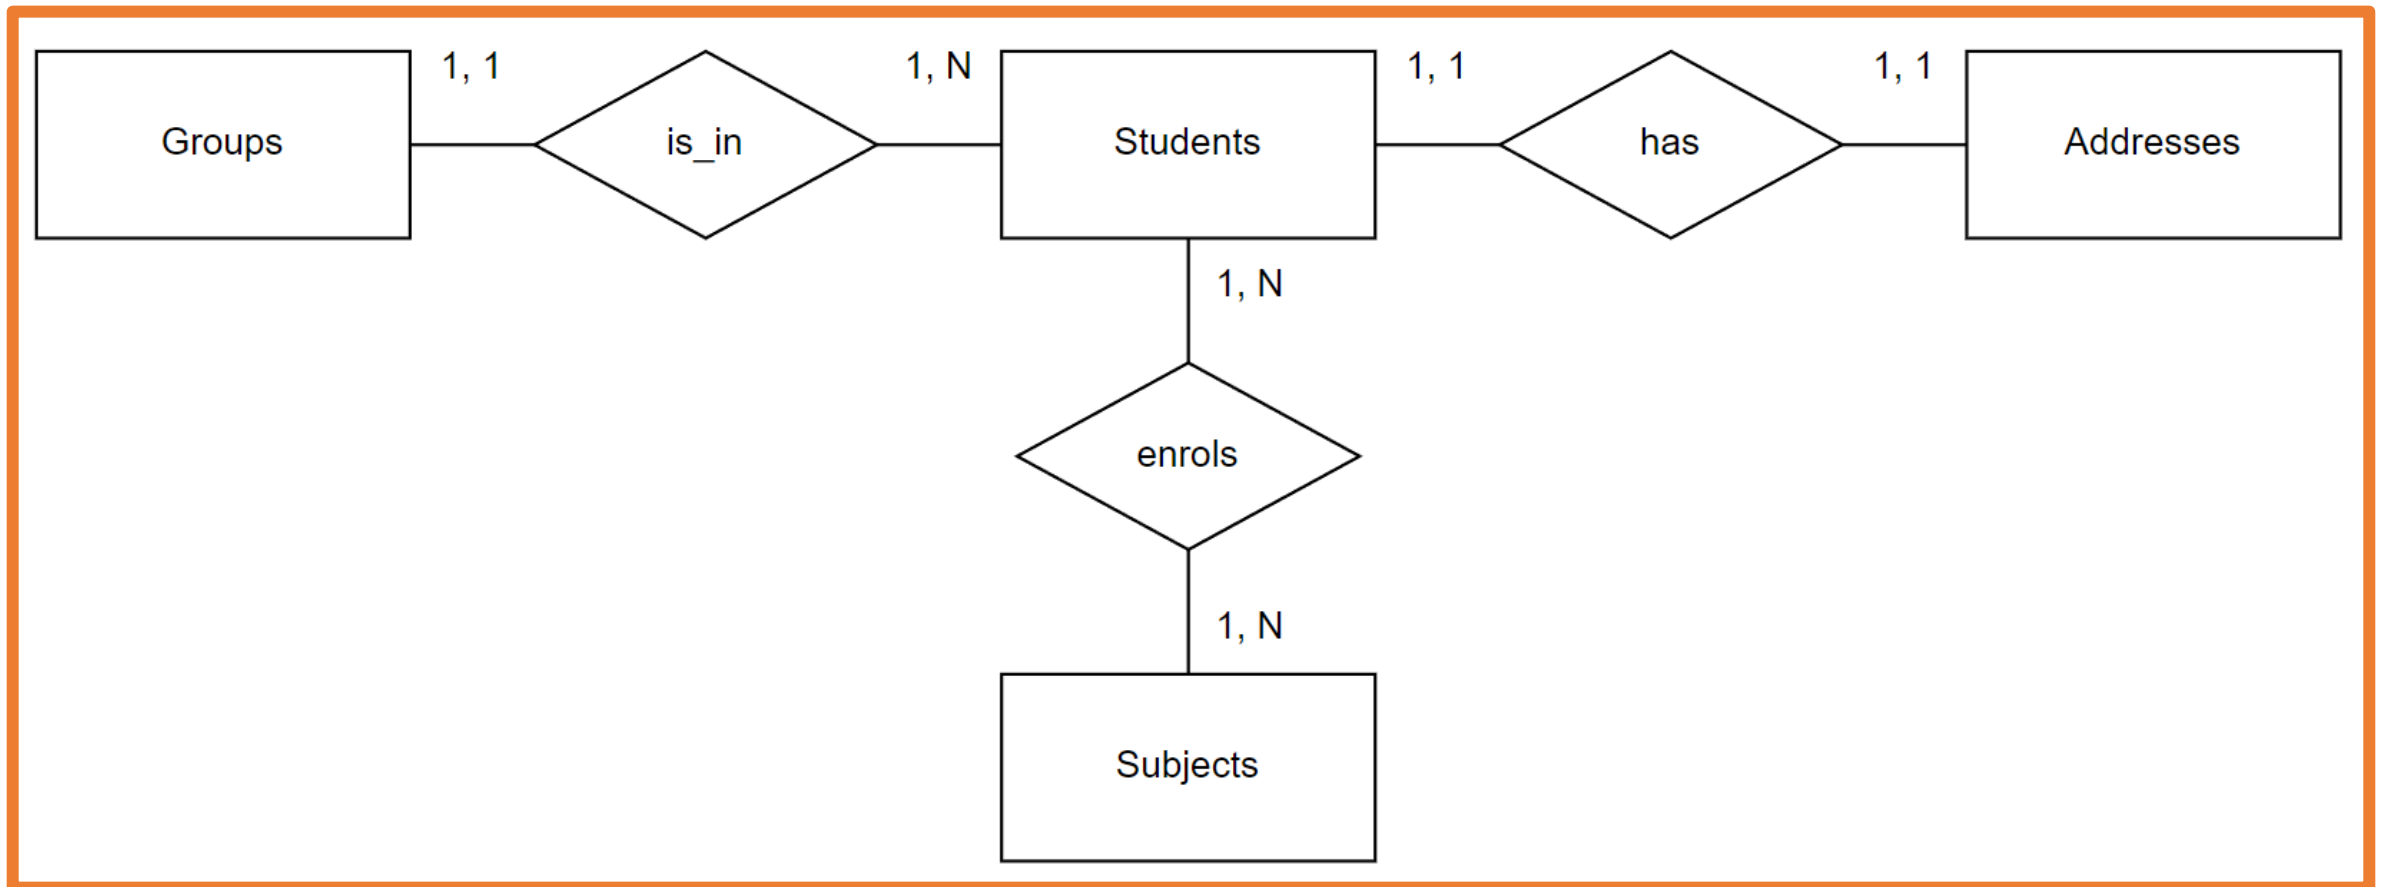 1, 1
1, N
1, 1
1, 1
Groups
is_in
Students
has
Addresses
1, N
enrols
1, N
Subjects